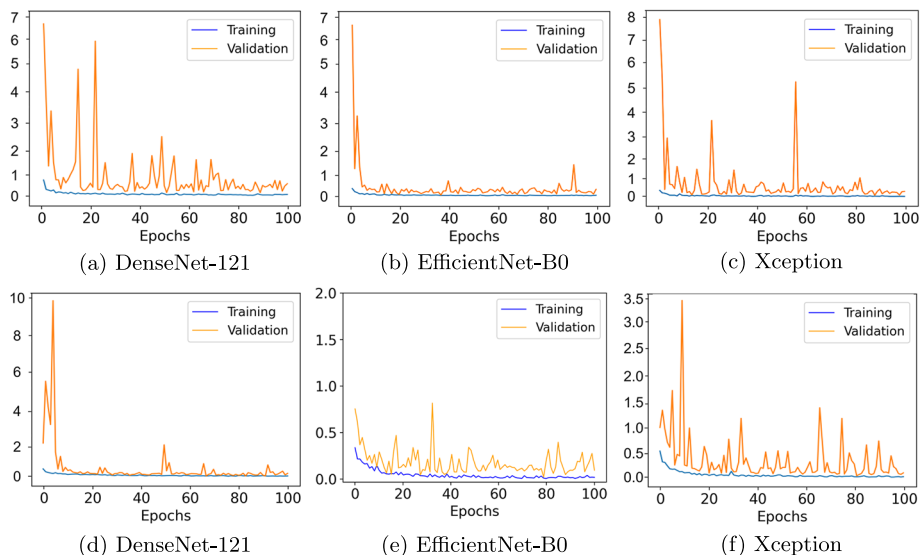 7
6
5
4
3
2
1
0
Training
Validation
0 20 40 60 80 100
Epochs
(a) DenseNet-121
7
6
5
4
3
2
1
0
Training
Validation
0 20 40 60 80 100
Epochs
(b) EfficientNet-B0
8
7
6
5
4
3
2
1
0
Training
Validation
0 20 40 60 80 100
Epochs
(c) Xception
10
8
6
4
2
0
Training
Validation
0 20 40 60 80 100
Epochs
(d) DenseNet-121
2.0
1.5
1.0
0.5
0.0
Training
Validation
0 20 40 60 80 100
Epochs
(e) EfficientNet-B0
3.5
3.0
2.5
2.0
1.5
1.0
0.5
0.0
Training
Validation
0 20 40 60 80 100
Epochs
(f) Xception